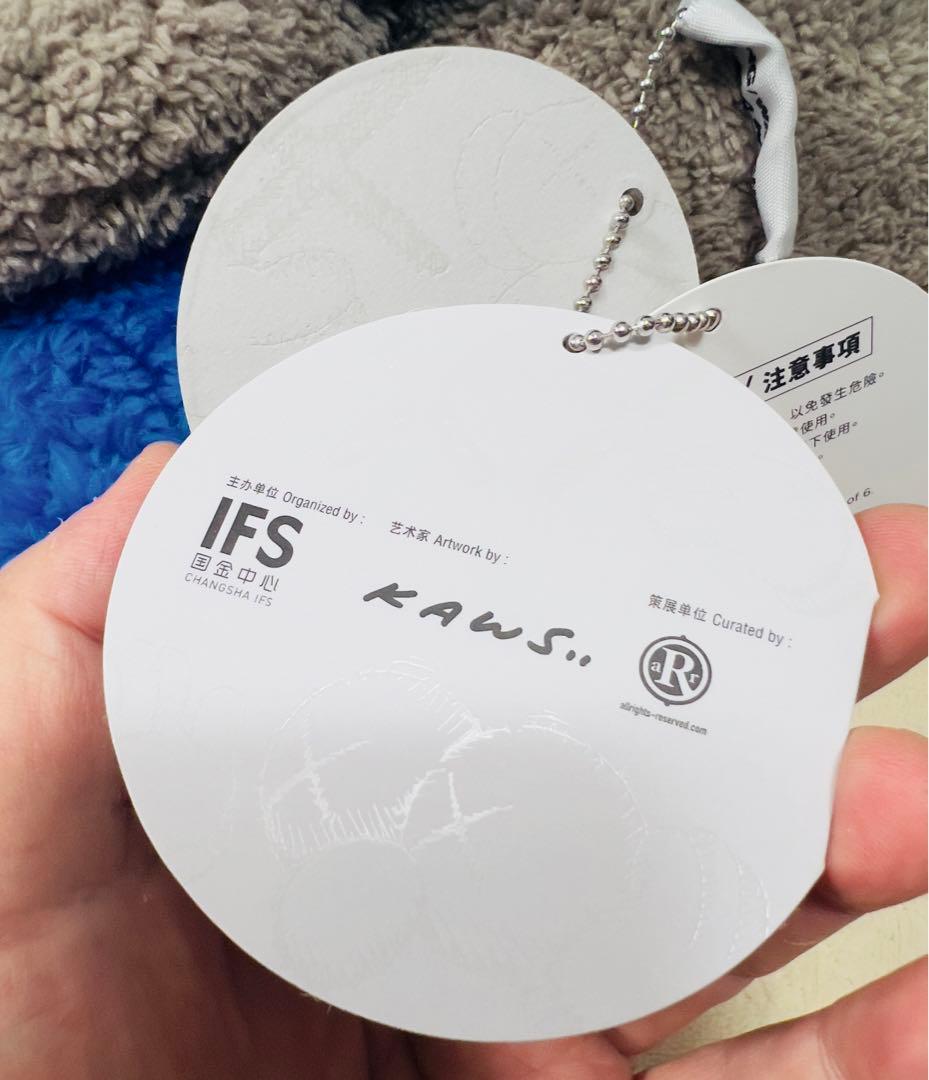 主办单位 Organized by :
IFS
国金中心
CHANGSHA IFS
艺术家 Artwork by :
KAWS..
策展单位 Curated by :
aRr
allrights-reserved.com
/ 注意事項
以免發生危險。
使用。
下使用。
of 6.